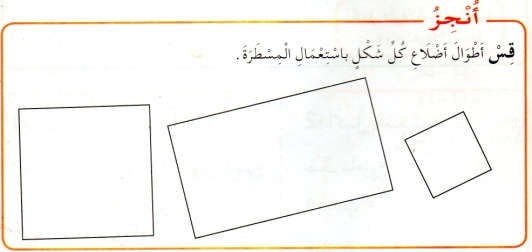 أُنْجِزُ
قِسْ أَطْوَالَ أَضْلَاعِ كُلِّ شَكْلٍ بِاسْتِعْمَالِ الْمِسْطَرَةَ .